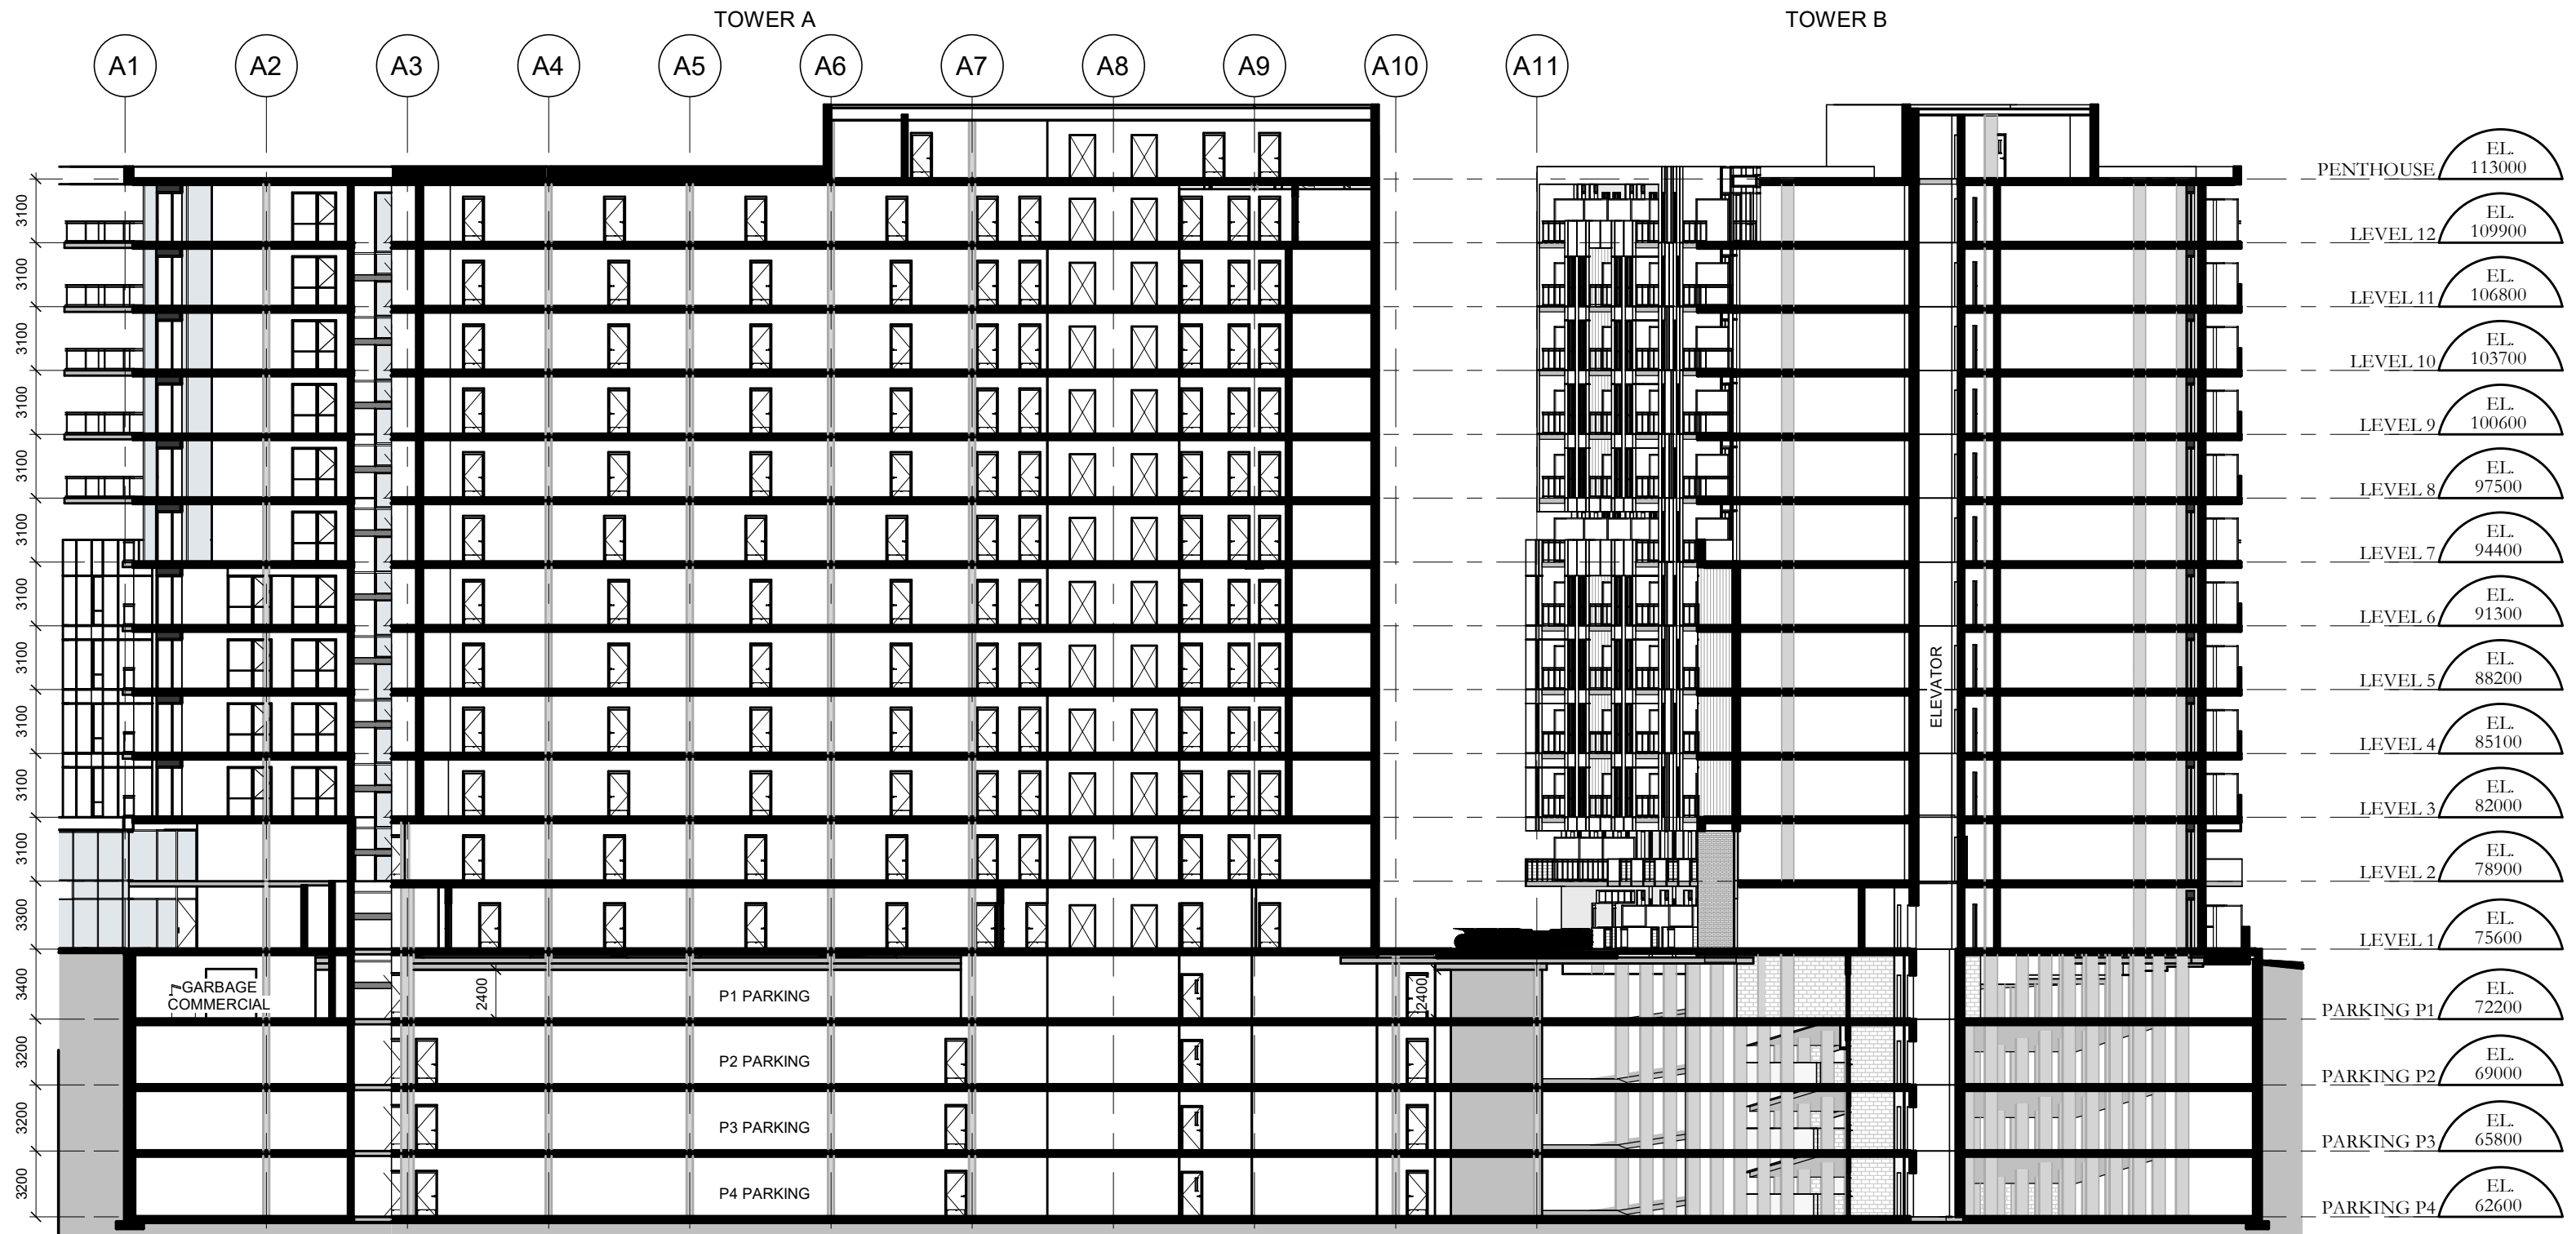 TOWER A
TOWER B
A1
A2
A3
A4
A5
A6
A7
A8
A9
A10
A11
PENTHOUSE
EL.
113000
3100
LEVEL 12
EL.
109900
3100
LEVEL 11
EL.
106800
3100
LEVEL 10
EL.
103700
3100
LEVEL 9
EL.
100600
3100
LEVEL 8
EL.
97500
3100
LEVEL 7
EL.
94400
3100
LEVEL 6
EL.
91300
3100
LEVEL 5
EL.
88200
ELEVATOR
3100
LEVEL 4
EL.
85100
3100
LEVEL 3
EL.
82000
3100
LEVEL 2
EL.
78900
3300
LEVEL 1
EL.
75600
3400
GARBAGE
COMMERCIAL
2400
P1 PARKING
2400
PARKING P1
EL.
72200
3200
P2 PARKING
PARKING P2
EL.
69000
3200
P3 PARKING
PARKING P3
EL.
65800
3200
P4 PARKING
PARKING P4
EL.
62600